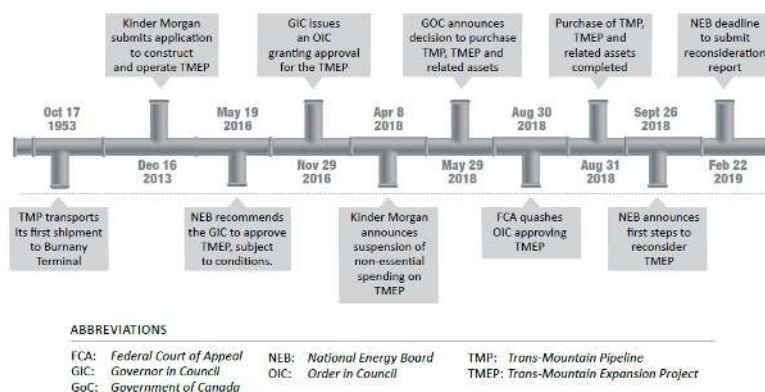 Kinder Morgan
submits application
to construct
and operate TMEP
GIC issues
an OIC
granting approval
for the TMEP
GOC announces
decision to purchase
TMP, TMEP and
related assets
Purchase of TMP,
TMEP and
related assets
completed
NEB deadline
to submit
reconsideration
report
Oct 17
1953
May 19
2016
Apr 8
2018
Aug 30
2018
Sept 26
2018
Dec 16
2013
Nov 29
2016
May 29
2018
Aug 31
2018
Feb 22
2019
TMP transports
its first shipment
to Burnany
Terminal
NEB recommends
the GIC to approve
TMEP, subject
to conditions.
Kinder Morgan
announces
suspension of
non-essential
spending on
TMEP
FCA quashes
OIC approving
TMEP
NEB announces
first steps to
reconsider
TMEP
ABBREVIATIONS
FCA: Federal Court of Appeal
GIC: Governor in Council
GoC: Government of Canada
NEB: National Energy Board
OIC: Order in Council
TMP: Trans-Mountain Pipeline
TMEP: Trans-Mountain Expansion Project